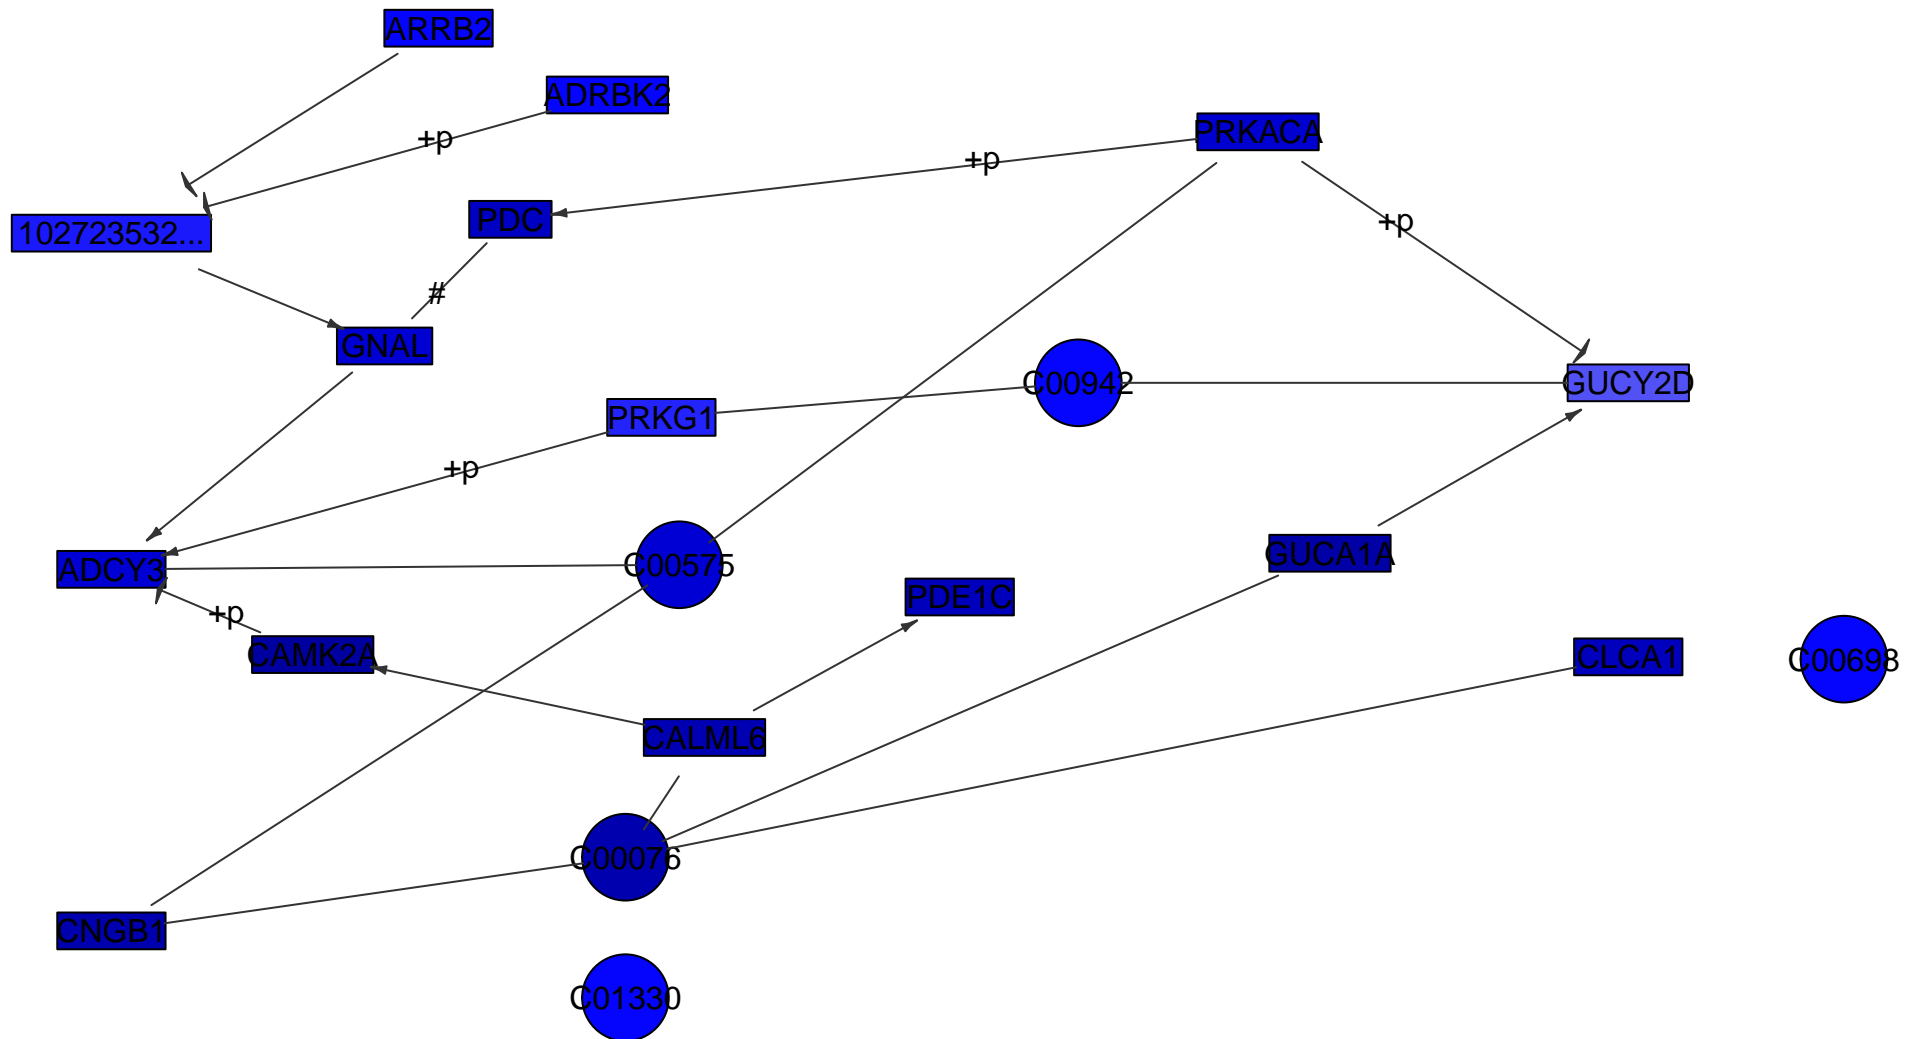 ARRB2
ADRBK2
PRKACA
+p
+p
102723532...
PDC
+p
#
GNAL
C00942
GUCY2D
PRKG1
+p
ADCY3
C00575
GUCA1A
PDE1C
+p
CAMK2A
CLCA1
C00698
CALML6
C00076
CNGB1
C01330